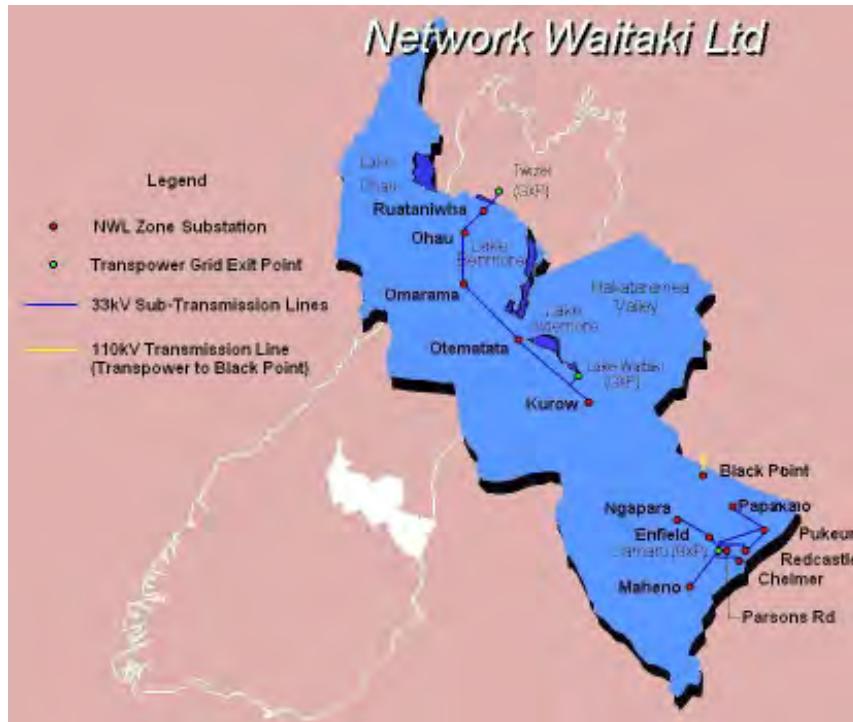 Network Waitaki Ltd
Legend
NWL Zone Substation
Transpower Grid Exit Point
33kV Sub-Transmission Lines
110kV Transmission Line
(Transpower to Black Point)
Lake
Ohau
Twizel
(GXP)
Ruataniwha
Ohau
Lake
Benmore
Omarama
Hakataramea
Valley
Lake
Aviemore
Otematata
Lake Waitaki
(GXP)
Kurow
Black Point
Ngapara
Papakaio
Enfield
Pukeuri
Oamaru (GXP)
Redcastle
Chelmer
Maheno
Parsons Rd